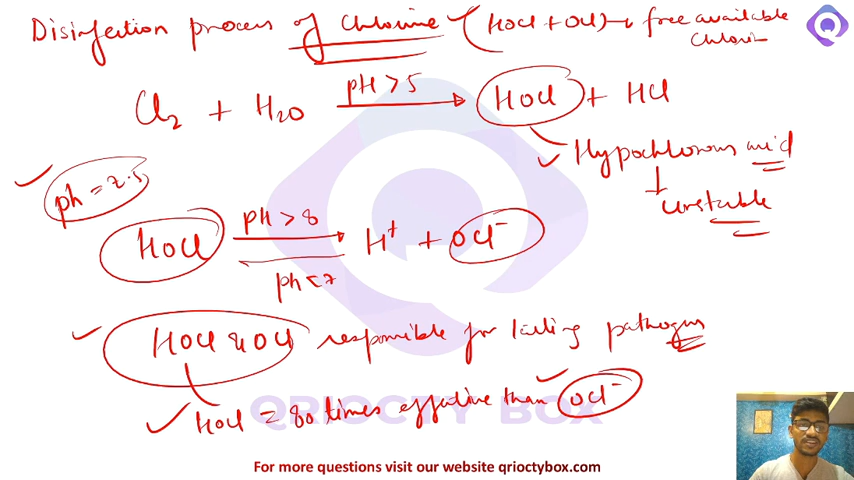 Disinfection process of Chlorine (HOCl + OCl) → free available
Chlorin
Cl2 + H2O pH > 5 → HOCl + HCl
Hypochlorous acid
↓
unstable
ph = 7.5
HOCl pH > 8 ⇌ ph < 7 H+ + OCl-
HOCl & OCl responsible for killing pathogens
HOCl = 80 times effective than OCl-
QRIOCTY BOX
For more questions visit our website qrioctybox.com